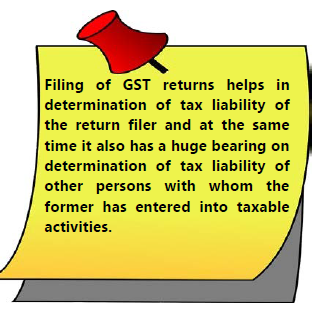 Filing of GST returns helps in
determination of tax liability of
the return filer and at the same
time it also has a huge bearing on
determination of tax liability of
other persons with whom the
former has entered into taxable
activities.